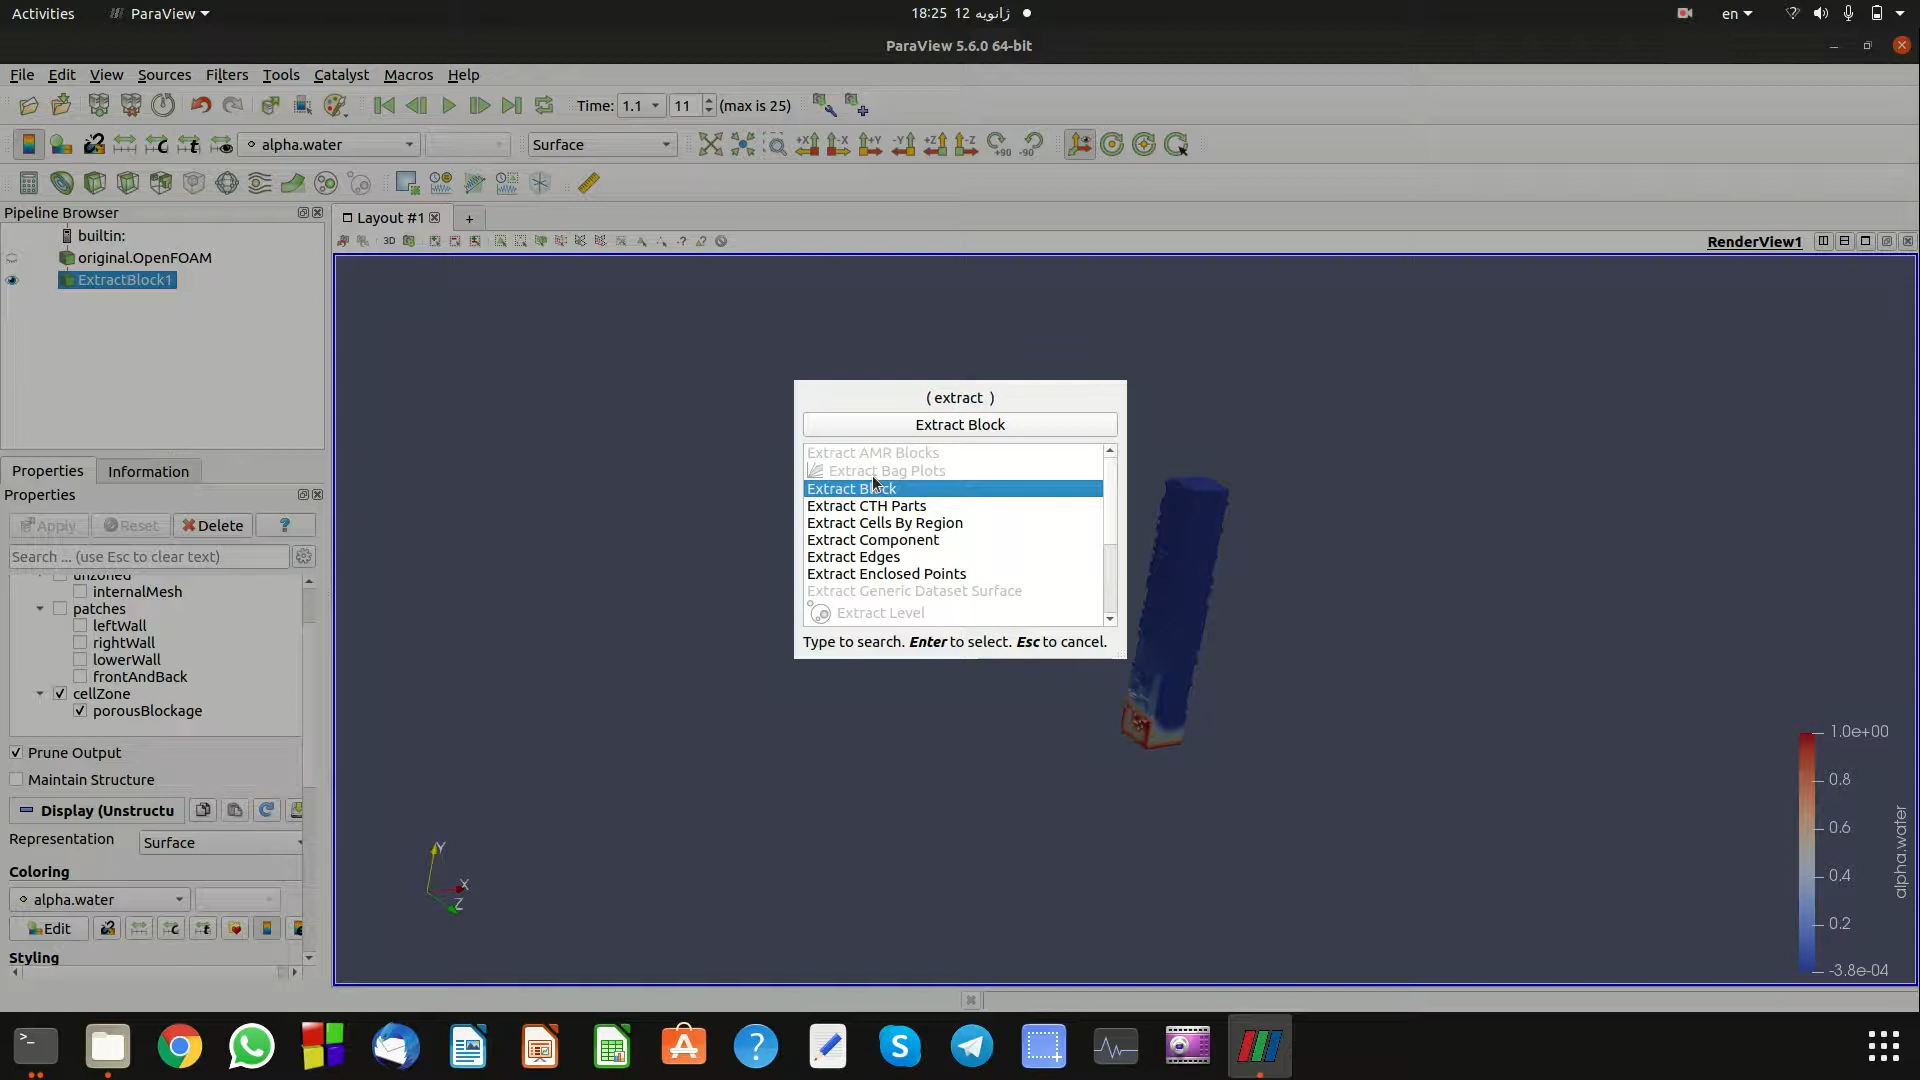 Activities
ParaView
18:25 ژانویه 12
en
ParaView 5.6.0 64-bit
File Edit View Sources Filters Tools Catalyst Macros Help
Time: 1.1 11 (max is 25)
alpha.water
Surface
+X -X +Y -Y +Z -Z +90 -90
Pipeline Browser
builtin:
original.OpenFOAM
ExtractBlock1
Layout #1
+
3D
RenderView1
Properties Information
Properties
Apply Reset Delete ?
Search ... (use Esc to clear text)
unzoned
internalMesh
patches
leftWall
rightWall
lowerWall
frontAndBack
cellZone
porousBlockage
Prune Output
Maintain Structure
Display (Unstructu
Representation Surface
Coloring
alpha.water
Edit
Styling
( extract )
Extract Block
Extract AMR Blocks
Extract Bag Plots
Extract Block
Extract CTH Parts
Extract Cells By Region
Extract Component
Extract Edges
Extract Enclosed Points
Extract Generic Dataset Surface
Extract Level
Type to search. Enter to select. Esc to cancel.
Y
X
Z
1.0e+00
0.8
0.6
0.4
0.2
-3.8e-04
alpha.water